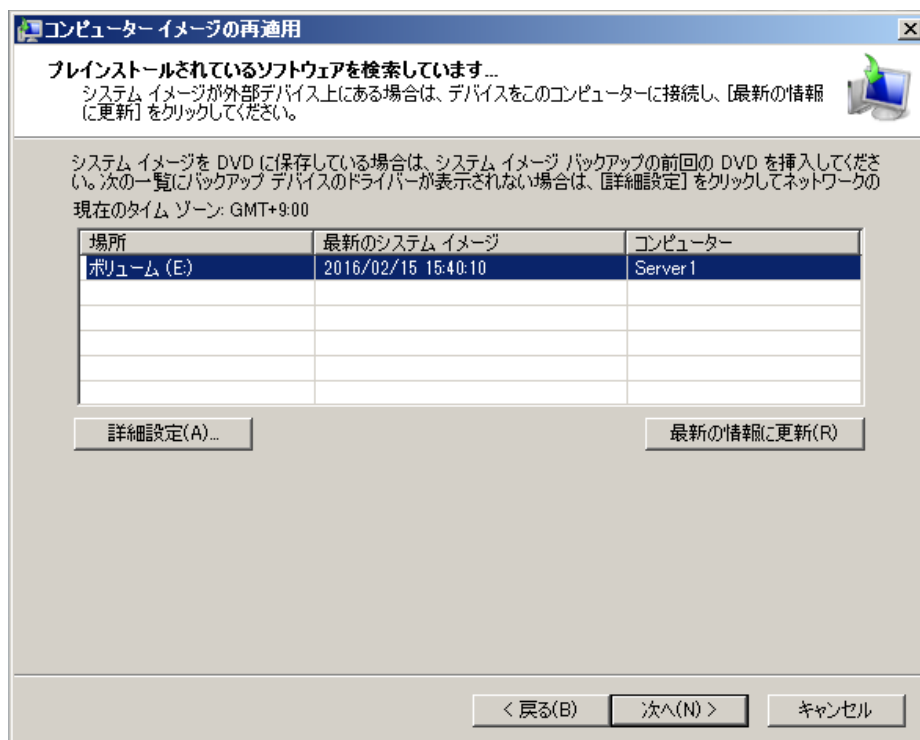 コンピューター イメージの再適用
プレインストールされているソフトウェアを検索しています...
システム イメージが外部デバイス上にある場合は、デバイスをこのコンピューターに接続し、[最新の情報
に更新] をクリックしてください。
システム イメージを DVD に保存している場合は、システム イメージ バックアップの前回の DVD を挿入してくださ
い。次の一覧にバックアップ デバイスのドライバーが表示されない場合は、[詳細設定] をクリックしてネットワークの
現在のタイム ゾーン: GMT+9:00
場所 最新のシステム イメージ コンピューター
ボリューム (E:) 2016/02/15 15:40:10 Server1
詳細設定(A)... 最新の情報に更新(R)
< 戻る(B) 次へ(N) > キャンセル